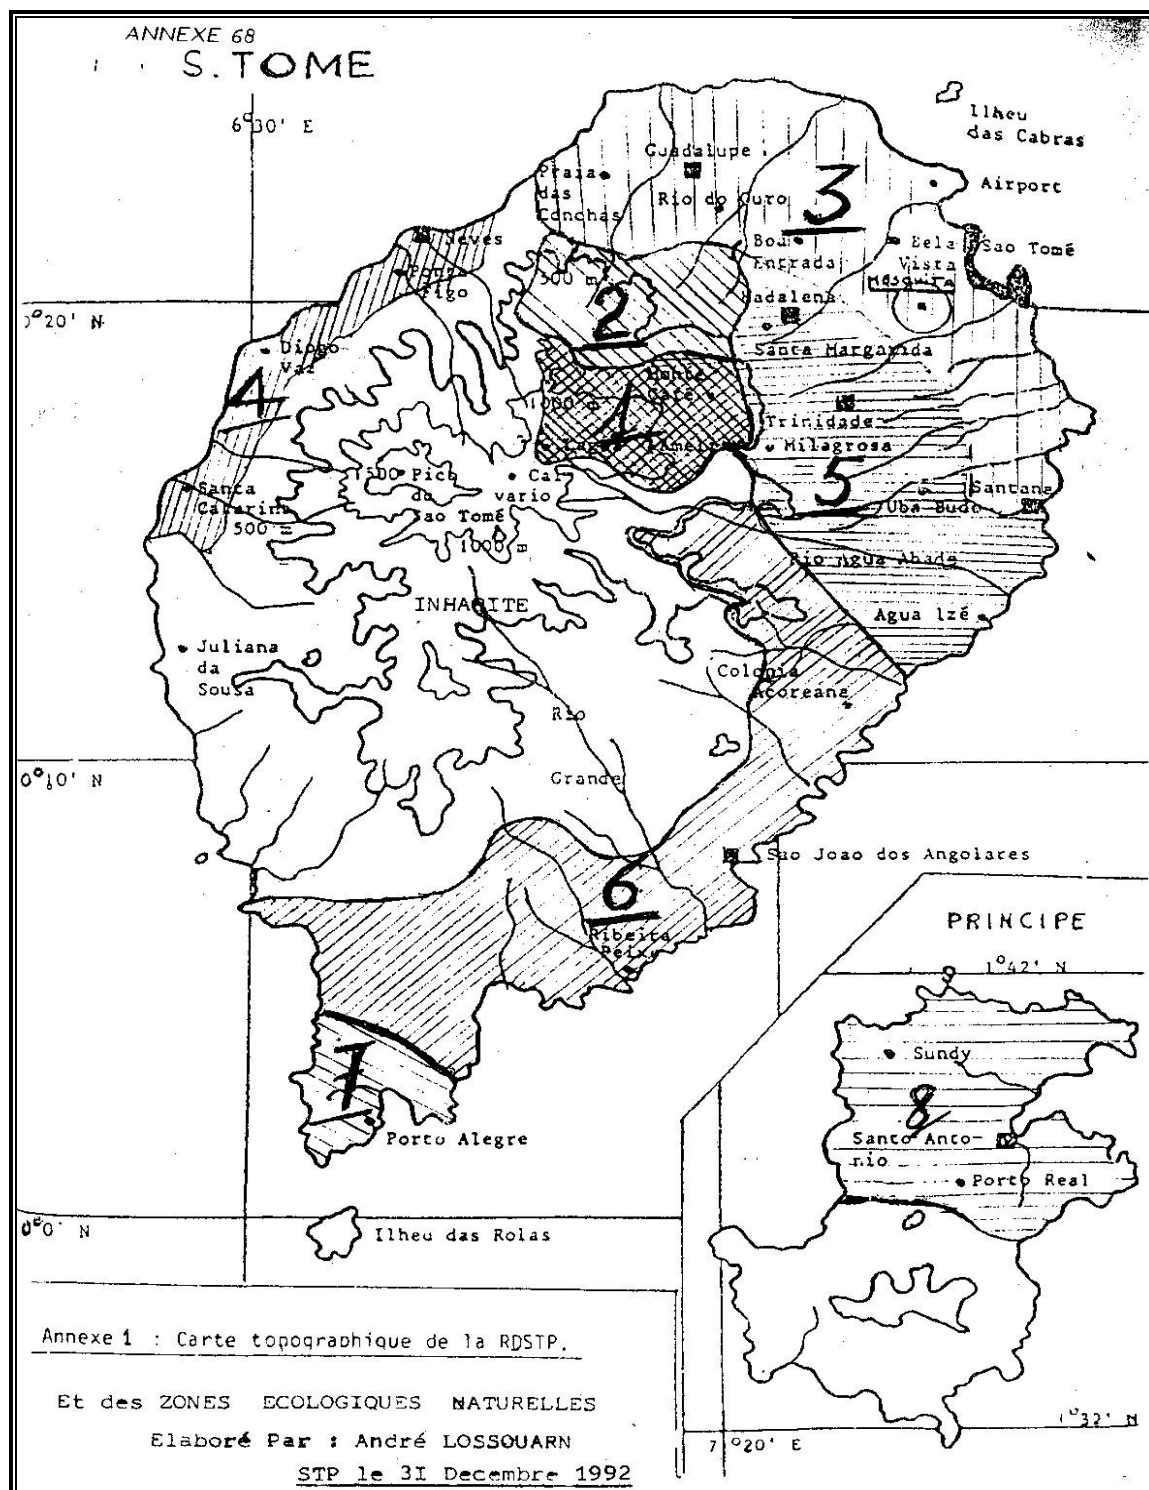 ANNEXE 68
S. TOME
6°30' E
Ilheu
das Cabras
Guadalupe
Praia
das
Conchas
Airport
Rio do Ouro
3
Neves
Boa
Entrada
Bela
Vista
Sao Tomé
Ponta
Figo
500 m
MESQUITA
2
Madalena
0°20' N
Diogo
Vaz
Santa Margarida
Monte
Café
1000 m
4
1
Trinidade
Milagrosa
1500
Pico
do
Sao Tomé
Cal
vario
5
Santana
Santa
Catarina
500 m
Uba Budo
1000 m
Rio Agua Abade
INHABITE
Agua Izé
Juliana
da
Sousa
Colonia
Acoreana
Rio
Grande
0°10' N
Sao Joao dos Angolares
6
Ribeira
Peixe
PRINCIPE
1°42' N
7
Sundy
8
Porto Alegre
Santo Anto-
nio
Porto Real
0°0' N
Ilheu das Rolas
Annexe 1 : Carte topographique de la RDSTP.
Et des ZONES ECOLOGIQUES NATURELLES
Elaboré Par : André LOSSOUARN
STP le 3I Decembre 1992
1°32' N
7°20' E